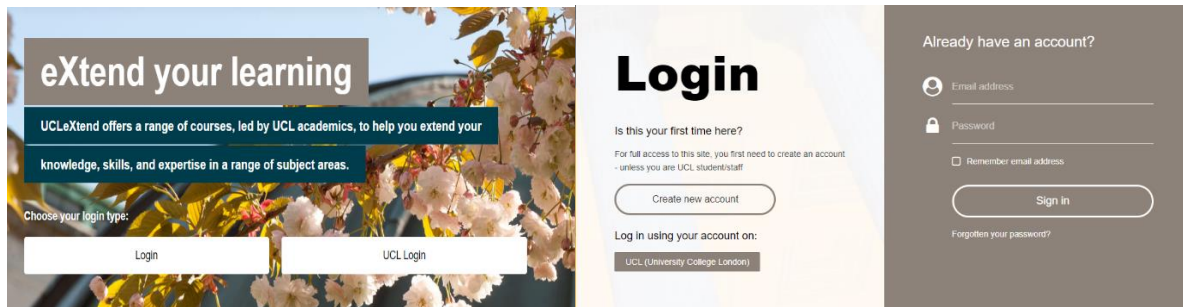 eXtend your learning
UCLeXtend offers a range of courses, led by UCL academics, to help you extend your
knowledge, skills, and expertise in a range of subject areas.
Choose your login type:
Login
UCL Login
Login
Is this your first time here?
For full access to this site, you first need to create an account
- unless you are UCL student/staff
Create new account
Log in using your account on:
UCL (University College London)
Already have an account?
Email address
Password
Remember email address
Sign in
Forgotten your password?